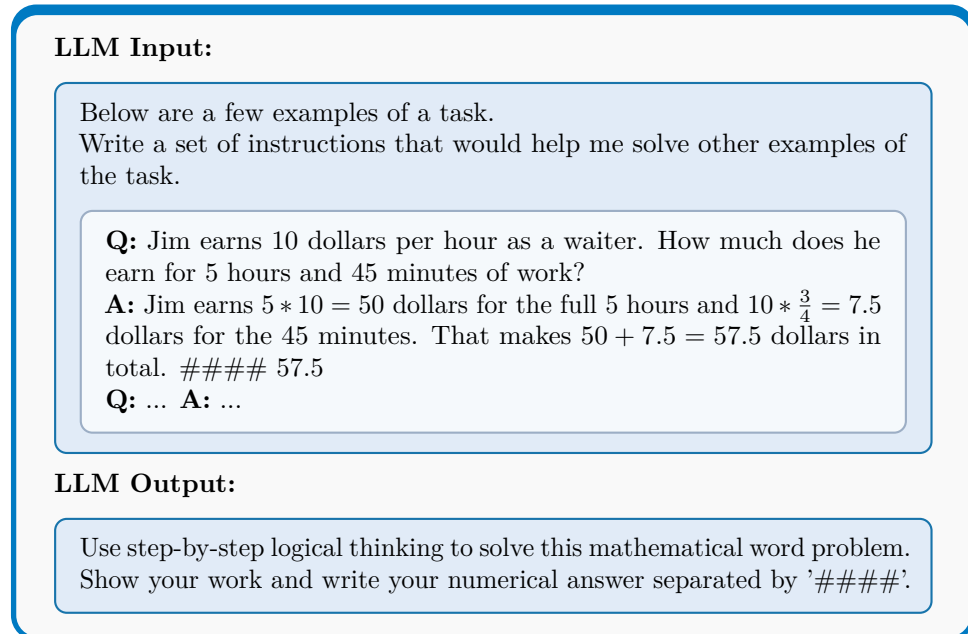 LLM Input:
Below are a few examples of a task.
Write a set of instructions that would help me solve other examples of
the task.
Q: Jim earns 10 dollars per hour as a waiter. How much does he
earn for 5 hours and 45 minutes of work?
A: Jim earns 5 ∗ 10 = 50 dollars for the full 5 hours and 10 ∗ 3/4 = 7.5
dollars for the 45 minutes. That makes 50 + 7.5 = 57.5 dollars in
total. #### 57.5
Q: ... A: ...
LLM Output:
Use step-by-step logical thinking to solve this mathematical word problem.
Show your work and write your numerical answer separated by ’####’.